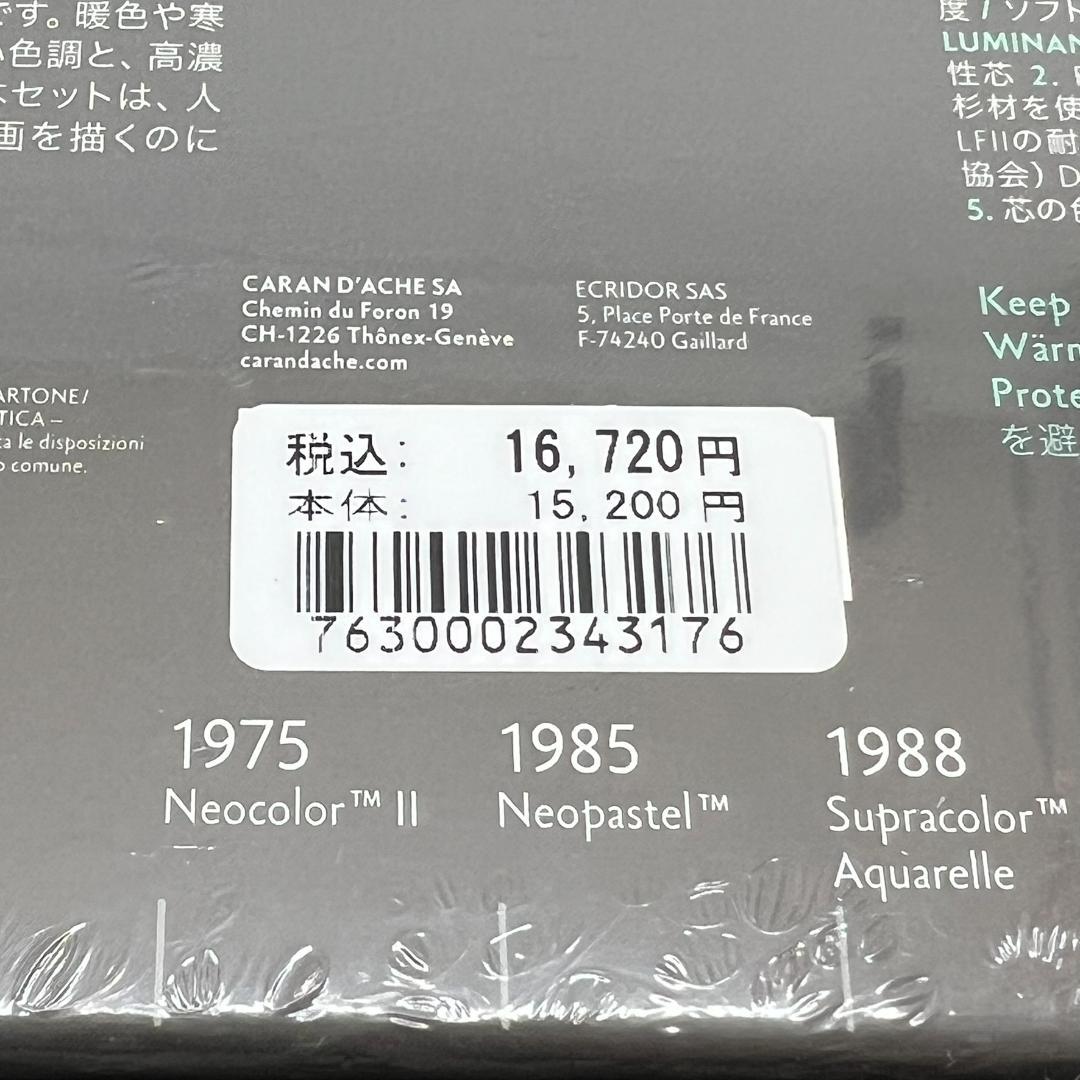 です。暖色や寒
い色調と、高濃
セットは、人
画を描くのに
度 / ソフト
LUMINAN
性芯 2.
杉材を使
LFIIの耐
協会) D
5. 芯の色
CARAN D'ACHE SA
Chemin du Foron 19
CH-1226 Thônex-Genève
carandache.com
ECRIDOR SAS
5, Place Porte de France
F-74240 Gaillard
Keep
Wärm
Prote
を避
ARTONE/
TICA –
ta le disposizioni
o comune.
税込: 16,720円
本体: 15,200円
7630002343176
1975
Neocolor™ II
1985
Neopastel™
1988
Supracolor™
Aquarelle